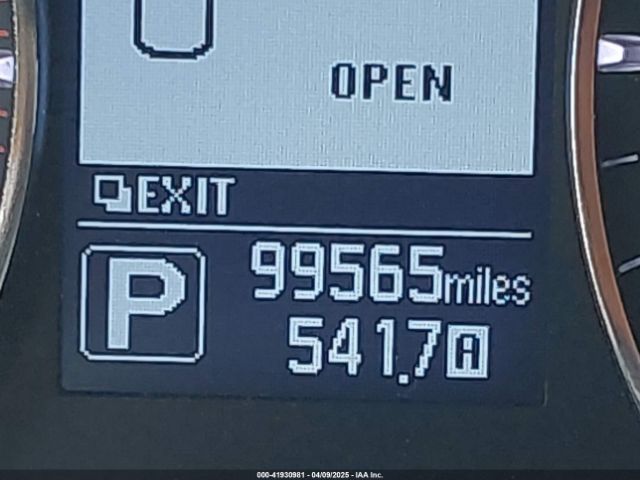 OPEN
EXIT
P
99565miles
541.7A
000-41930981 - 04/09/2025 - IAA Inc.